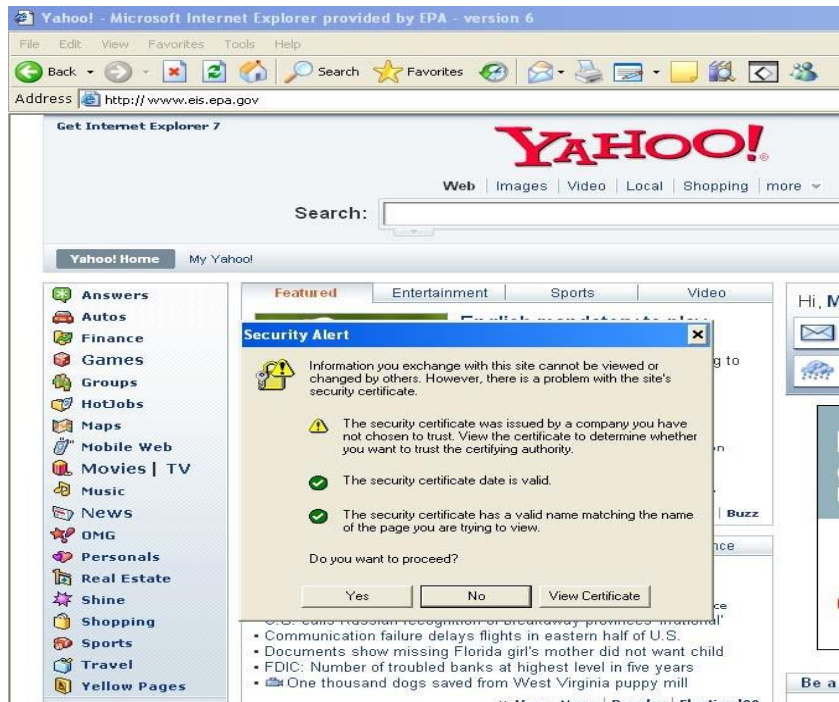 Yahoo! - Microsoft Internet Explorer provided by EPA - version 6
File Edit View Favorites Tools Help
Back Search Favorites
Address http://www.eis.epa.gov
Get Internet Explorer 7
YAHOO!
Web | Images | Video | Local | Shopping | more
Search:
Yahoo! Home My Yahoo!
Answers
Autos
Finance
Games
Groups
HotJobs
Maps
Mobile Web
Movies | TV
Music
News
OMG
Personals
Real Estate
Shine
Shopping
Sports
Travel
Yellow Pages
Featured Entertainment Sports Video
Hi, M
g to
Security Alert
Information you exchange with this site cannot be viewed or
changed by others. However, there is a problem with the site's
security certificate.
The security certificate was issued by a company you have
not chosen to trust. View the certificate to determine whether
you want to trust the certifying authority.
The security certificate date is valid.
The security certificate has a valid name matching the name
of the page you are trying to view.
Do you want to proceed?
Yes No View Certificate
| Buzz
• Communication failure delays flights in eastern half of U.S.
• Documents show missing Florida girl's mother did not want child
• FDIC: Number of troubled banks at highest level in five years
• One thousand dogs saved from West Virginia puppy mill
Be a